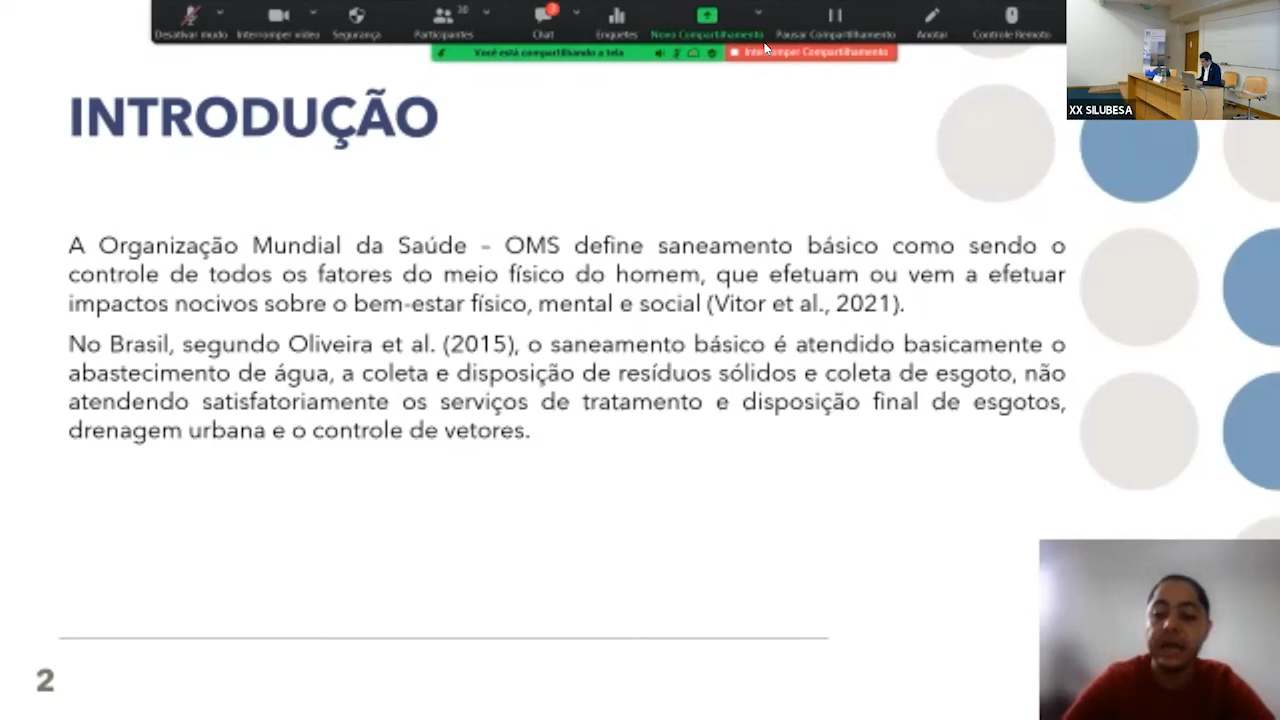 Desativar mudo
Interromper vídeo
Segurança
Participantes
30
Chat
3
Enquetes
Novo Compartilhamento
Pausar Compartilhamento
Anotar
Controle Remoto
Você está compartilhando a tela
Interromper Compartilhamento
XX SILUBESA
INTRODUÇÃO
A Organização Mundial da Saúde – OMS define saneamento básico como sendo o
controle de todos os fatores do meio físico do homem, que efetuam ou vem a efetuar
impactos nocivos sobre o bem-estar físico, mental e social (Vitor et al., 2021).
No Brasil, segundo Oliveira et al. (2015), o saneamento básico é atendido basicamente o
abastecimento de água, a coleta e disposição de resíduos sólidos e coleta de esgoto, não
atendendo satisfatoriamente os serviços de tratamento e disposição final de esgotos,
drenagem urbana e o controle de vetores.
2